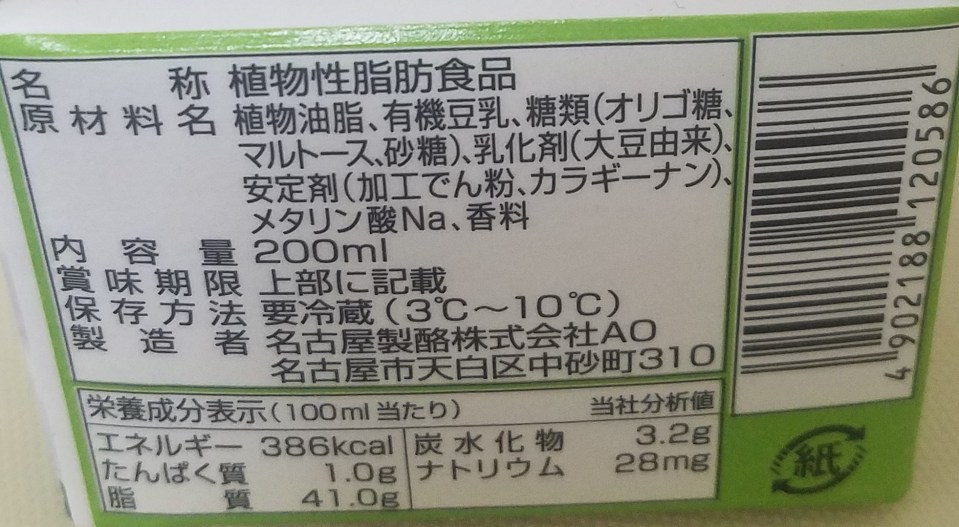 名称 植物性脂肪食品
原材料名 植物油脂、有機豆乳、糖類(オリゴ糖、
マルトース、砂糖)、乳化剤(大豆由来)、
安定剤(加工でん粉、カラギーナン)、
メタリン酸Na、香料
内容量 200ml
賞味期限 上部に記載
保存方法 要冷蔵(3℃〜10℃)
製造者 名古屋製酪株式会社AO
名古屋市天白区中砂町310
栄養成分表示(100ml当たり) 当社分析値
エネルギー 386kcal 炭水化物 3.2g
たんぱく質 1.0g ナトリウム 28mg
脂質 41.0g
4902188120586
紙